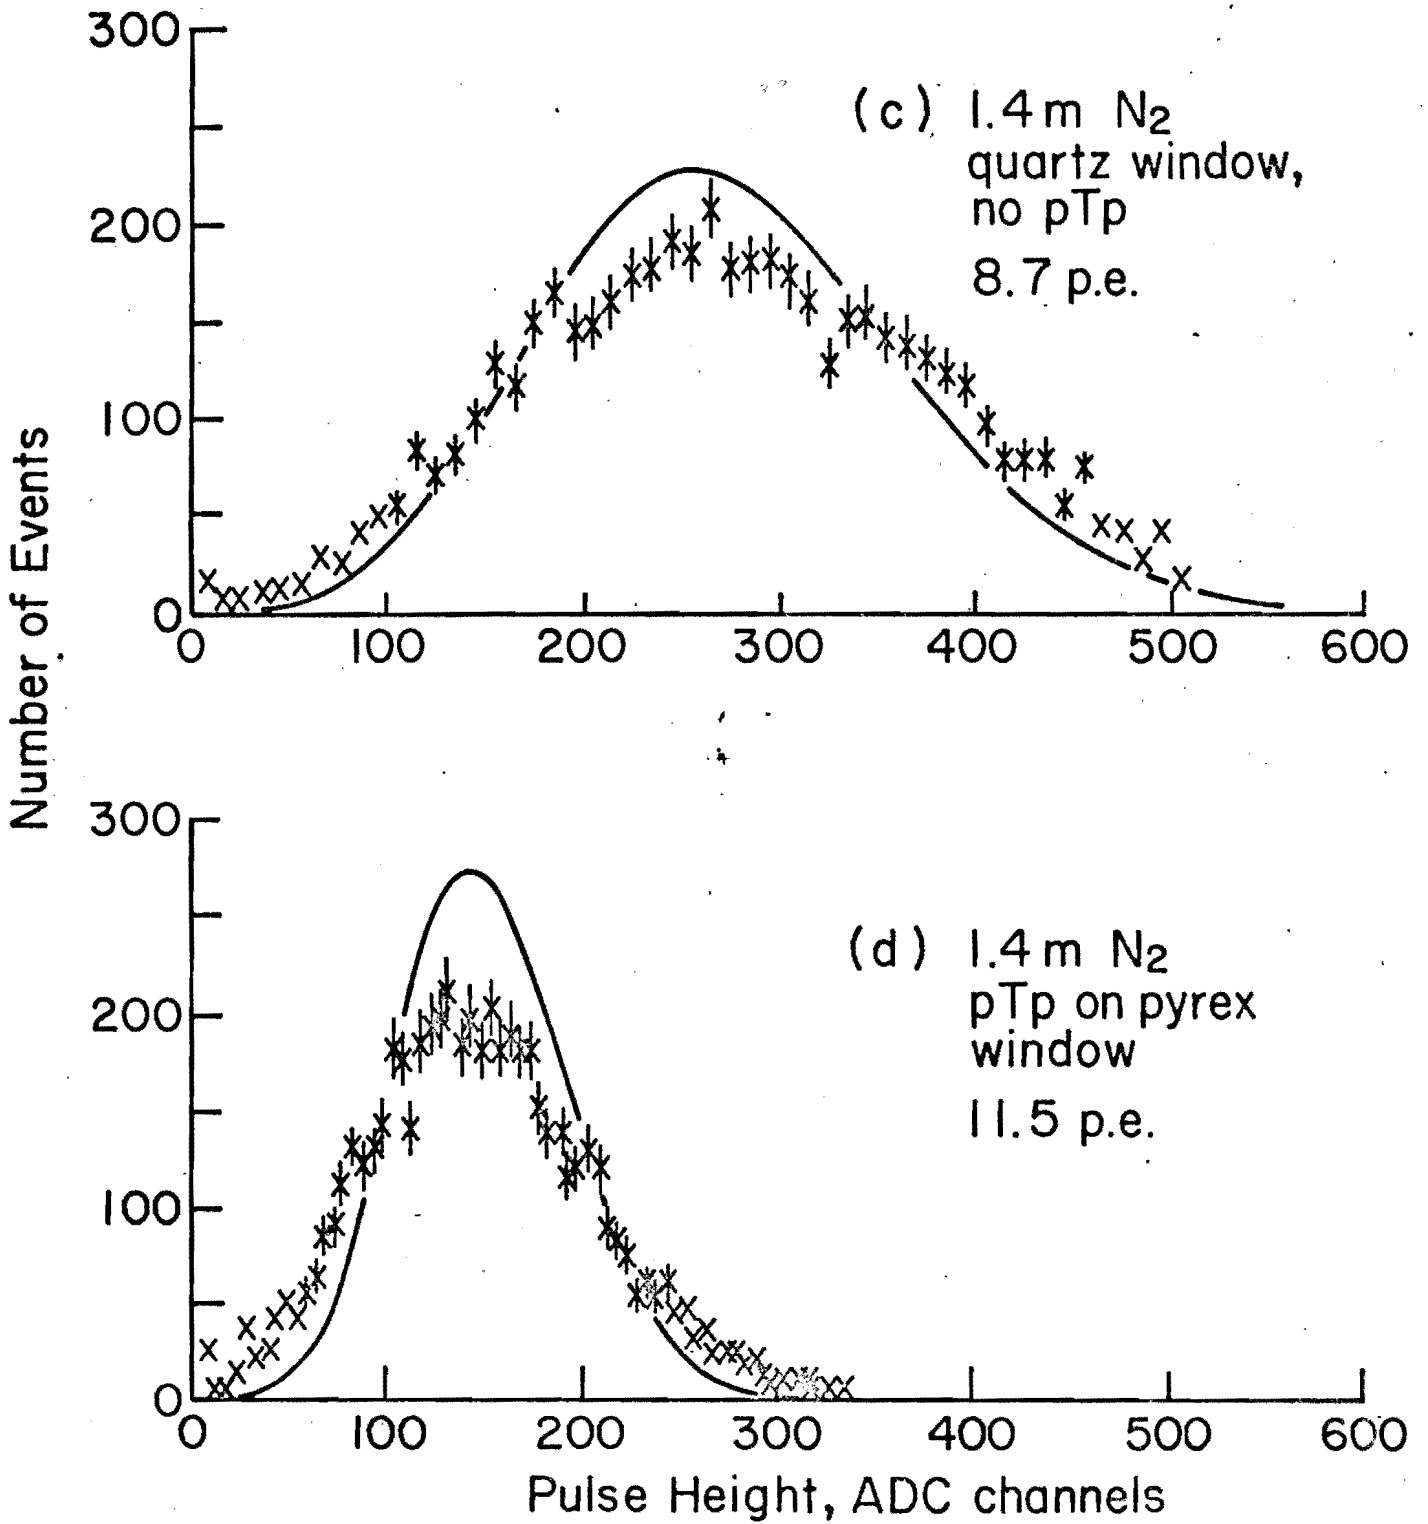 300
200
100
0
0 100 200 300 400 500 600
(c) 1.4 m N2
quartz window,
no pTp
8.7 p.e.
Number of Events
300
200
100
0
0 100 200 300 400 500 600
(d) 1.4 m N2
pTp on pyrex
window
11.5 p.e.
Pulse Height, ADC channels